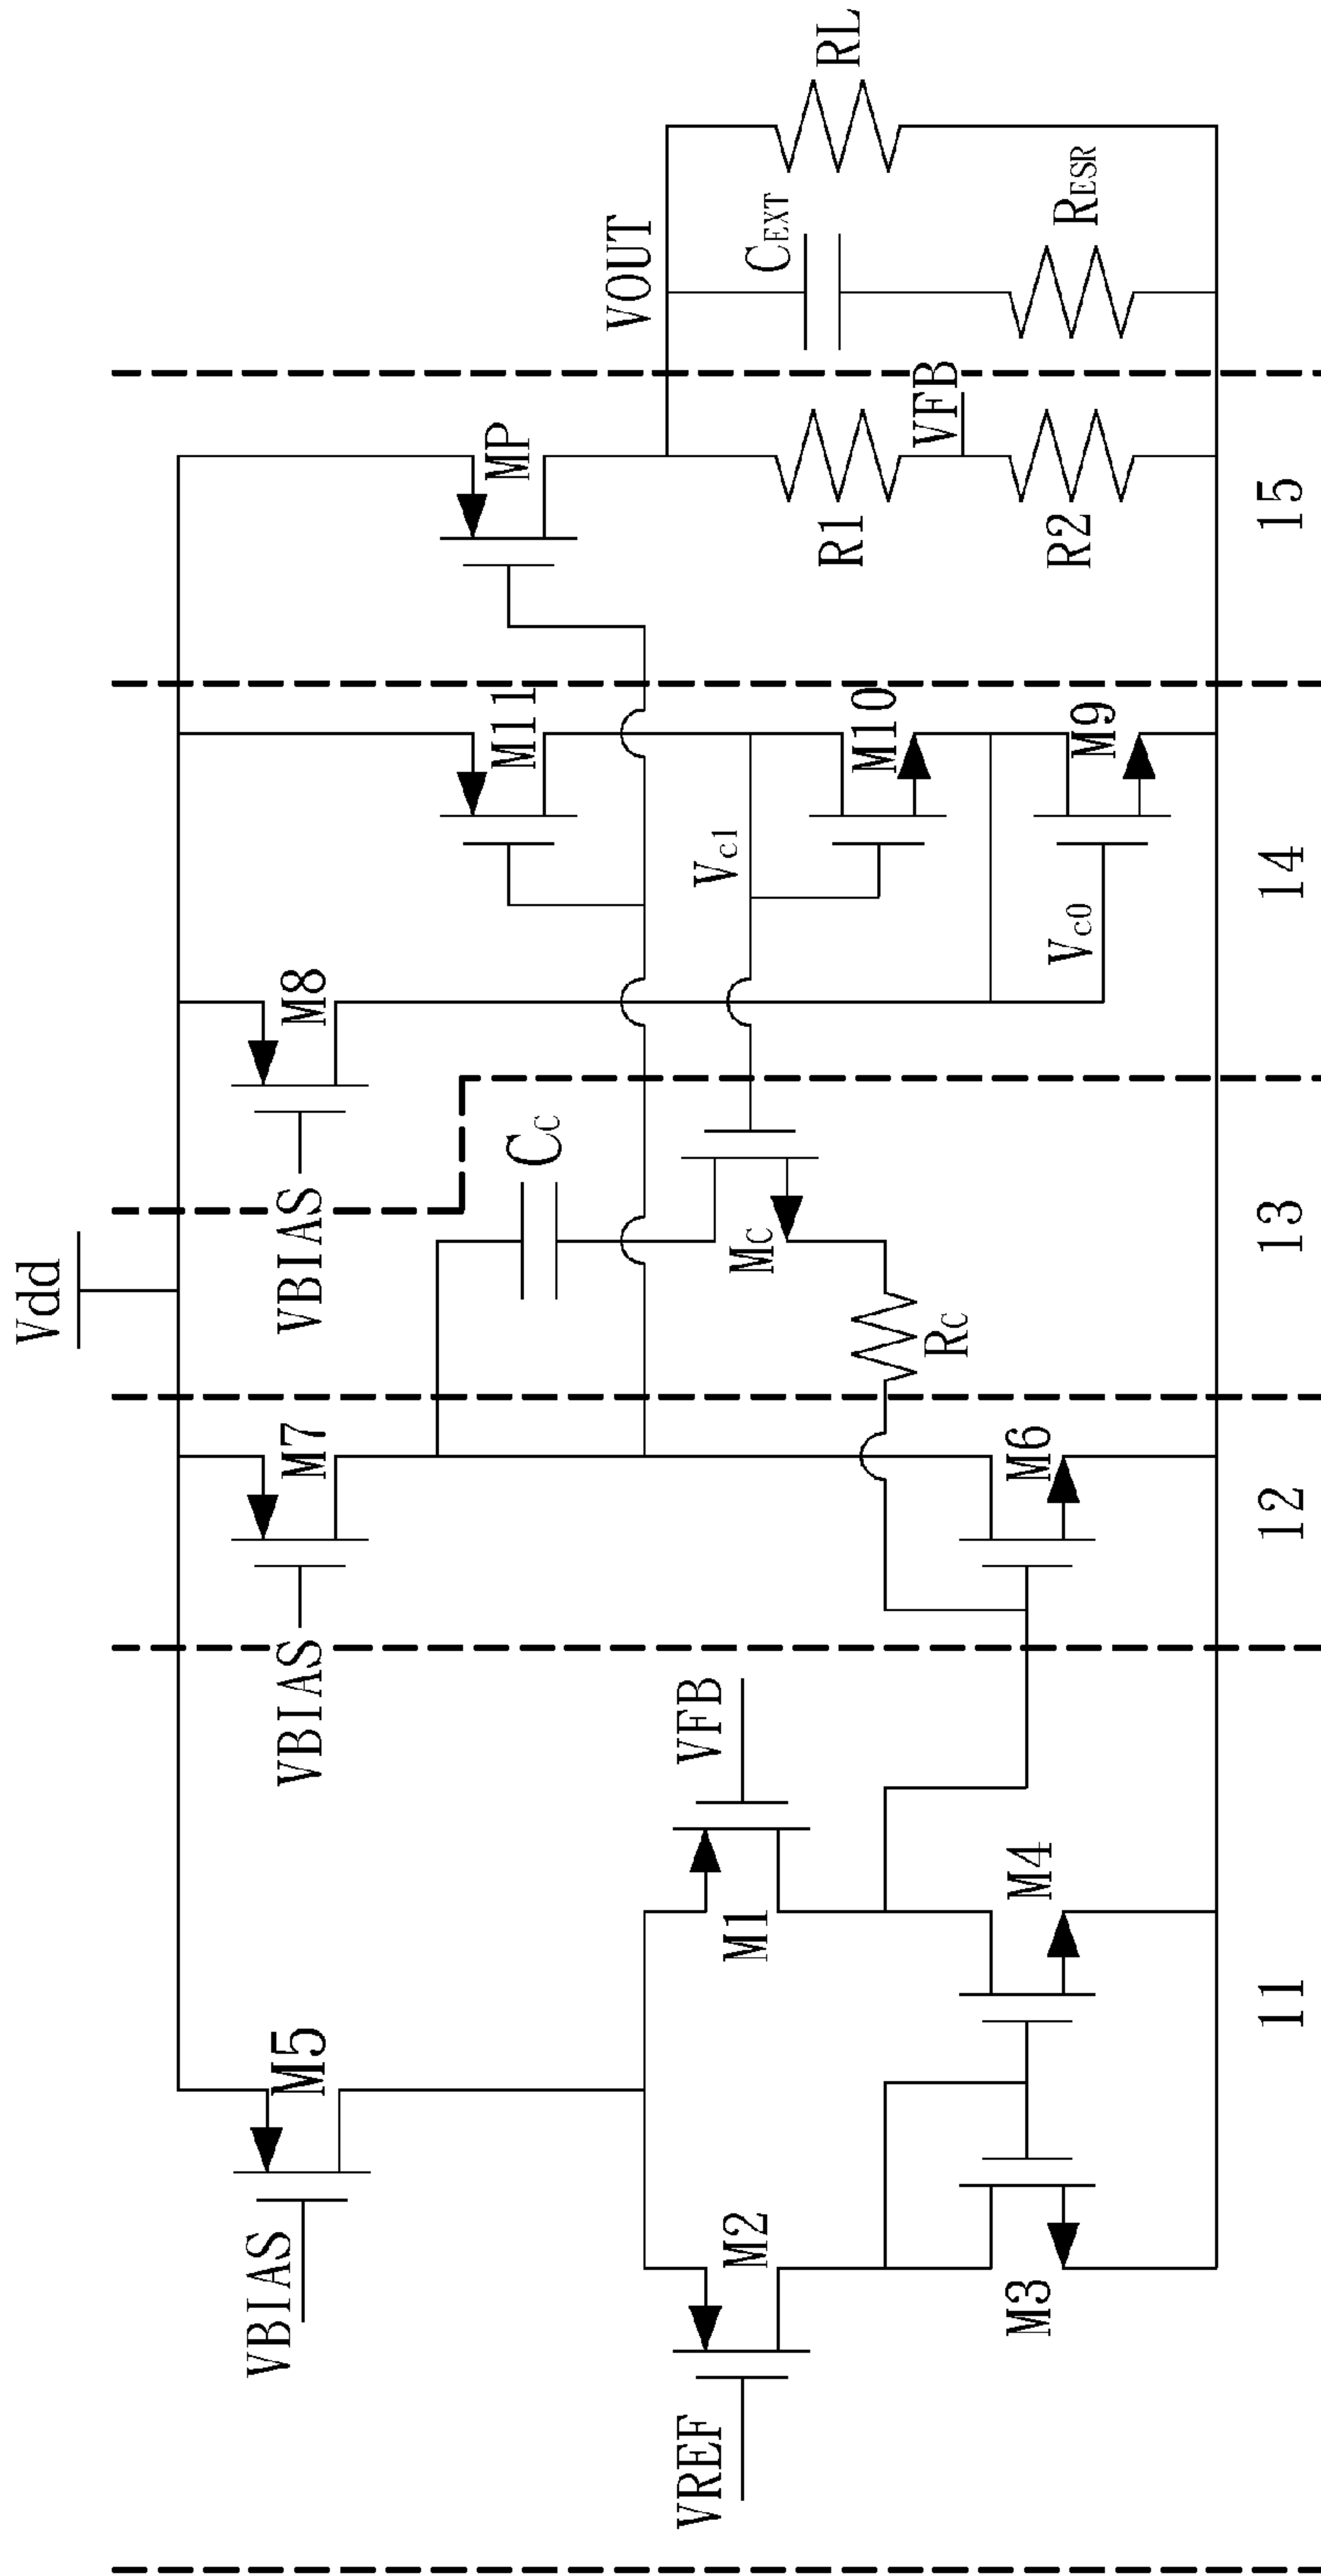 Vdd
VBIAS
M5
VBIAS
M7
VBIAS
M8
VREF
M2
M1
VFB
M3
M4
M6
Cc
Mc
Rc
M11
Vc1
M10
Vc0
M9
MP
R1
VFB
R2
VOUT
CEXT
RESR
RL
11
12
13
14
15